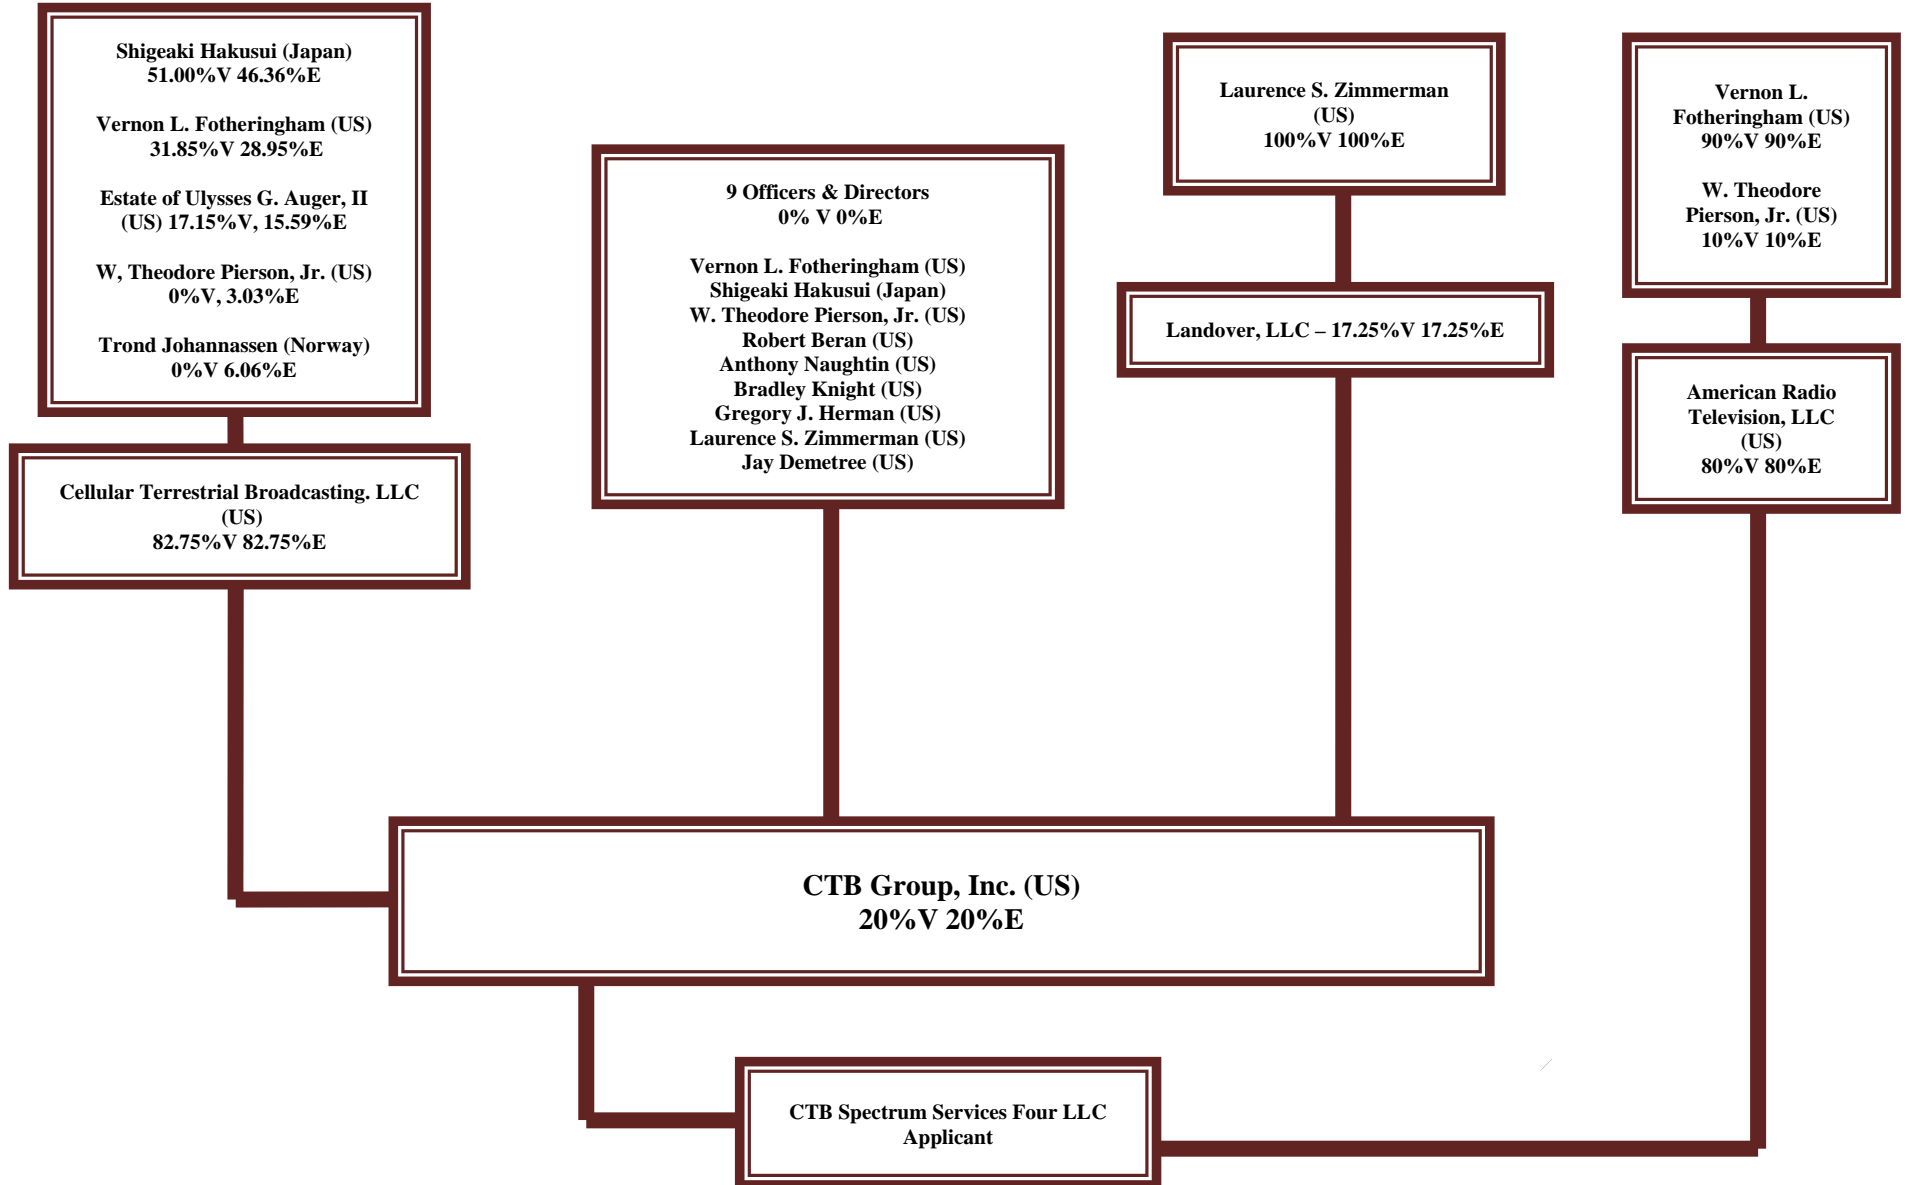 Shigeaki Hakusui (Japan)
51.00%V 46.36%E
Vernon L. Fotheringham (US)
31.85%V 28.95%E
Estate of Ulysses G. Auger, II
(US) 17.15%V, 15.59%E
W, Theodore Pierson, Jr. (US)
0%V, 3.03%E
Trond Johannassen (Norway)
0%V 6.06%E
Cellular Terrestrial Broadcasting. LLC
(US)
82.75%V 82.75%E
9 Officers & Directors
0% V 0%E
Vernon L. Fotheringham (US)
Shigeaki Hakusui (Japan)
W. Theodore Pierson, Jr. (US)
Robert Beran (US)
Anthony Naughtin (US)
Bradley Knight (US)
Gregory J. Herman (US)
Laurence S. Zimmerman (US)
Jay Demetree (US)
Laurence S. Zimmerman
(US)
100%V 100%E
Landover, LLC – 17.25%V 17.25%E
Vernon L.
Fotheringham (US)
90%V 90%E
W. Theodore
Pierson, Jr. (US)
10%V 10%E
American Radio
Television, LLC
(US)
80%V 80%E
CTB Group, Inc. (US)
20%V 20%E
CTB Spectrum Services Four LLC
Applicant